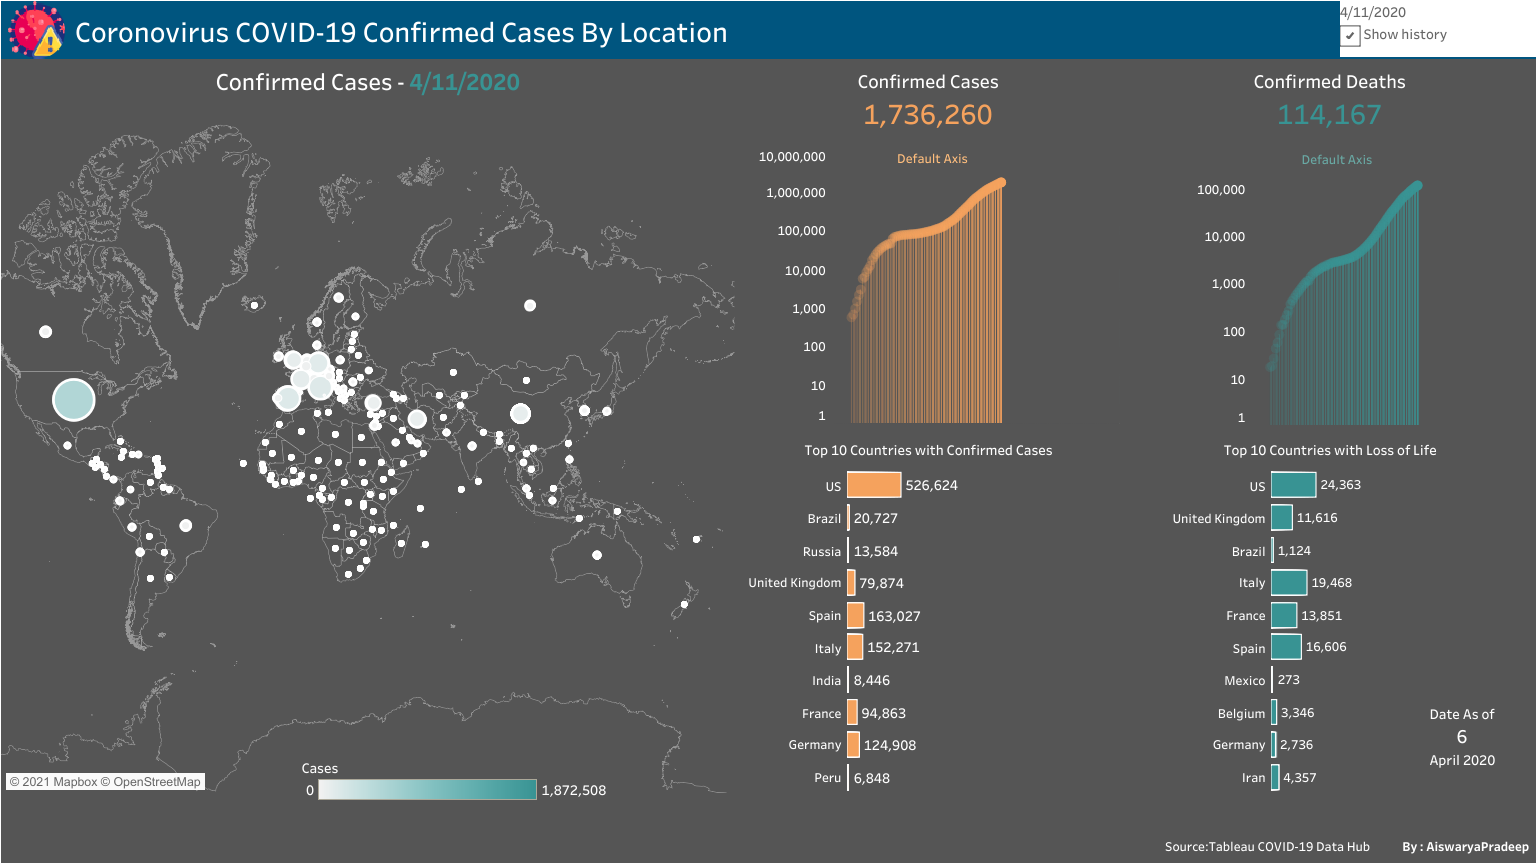 Coronovirus COVID-19 Confirmed Cases By Location
4/11/2020
✔ Show history
Confirmed Cases - 4/11/2020
© 2021 Mapbox © OpenStreetMap
Cases
0 1,872,508
Confirmed Cases
1,736,260
Default Axis
10,000,000
1,000,000
100,000
10,000
1,000
100
10
1
Top 10 Countries with Confirmed Cases
US 526,624
Brazil 20,727
Russia 13,584
United Kingdom 79,874
Spain 163,027
Italy 152,271
India 8,446
France 94,863
Germany 124,908
Peru 6,848
Confirmed Deaths
114,167
Default Axis
100,000
10,000
1,000
100
10
1
Top 10 Countries with Loss of Life
US 24,363
United Kingdom 11,616
Brazil 1,124
Italy 19,468
France 13,851
Spain 16,606
Mexico 273
Belgium 3,346
Germany 2,736
Iran 4,357
Date As of
6
April 2020
Source:Tableau COVID-19 Data Hub By : AiswaryaPradeep